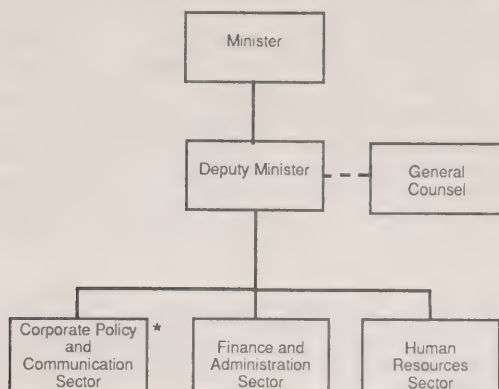 Minister
Deputy Minister
General
Counsel
Corporate Policy *
and
Communication
Sector
Finance and
Administration
Sector
Human
Resources
Sector